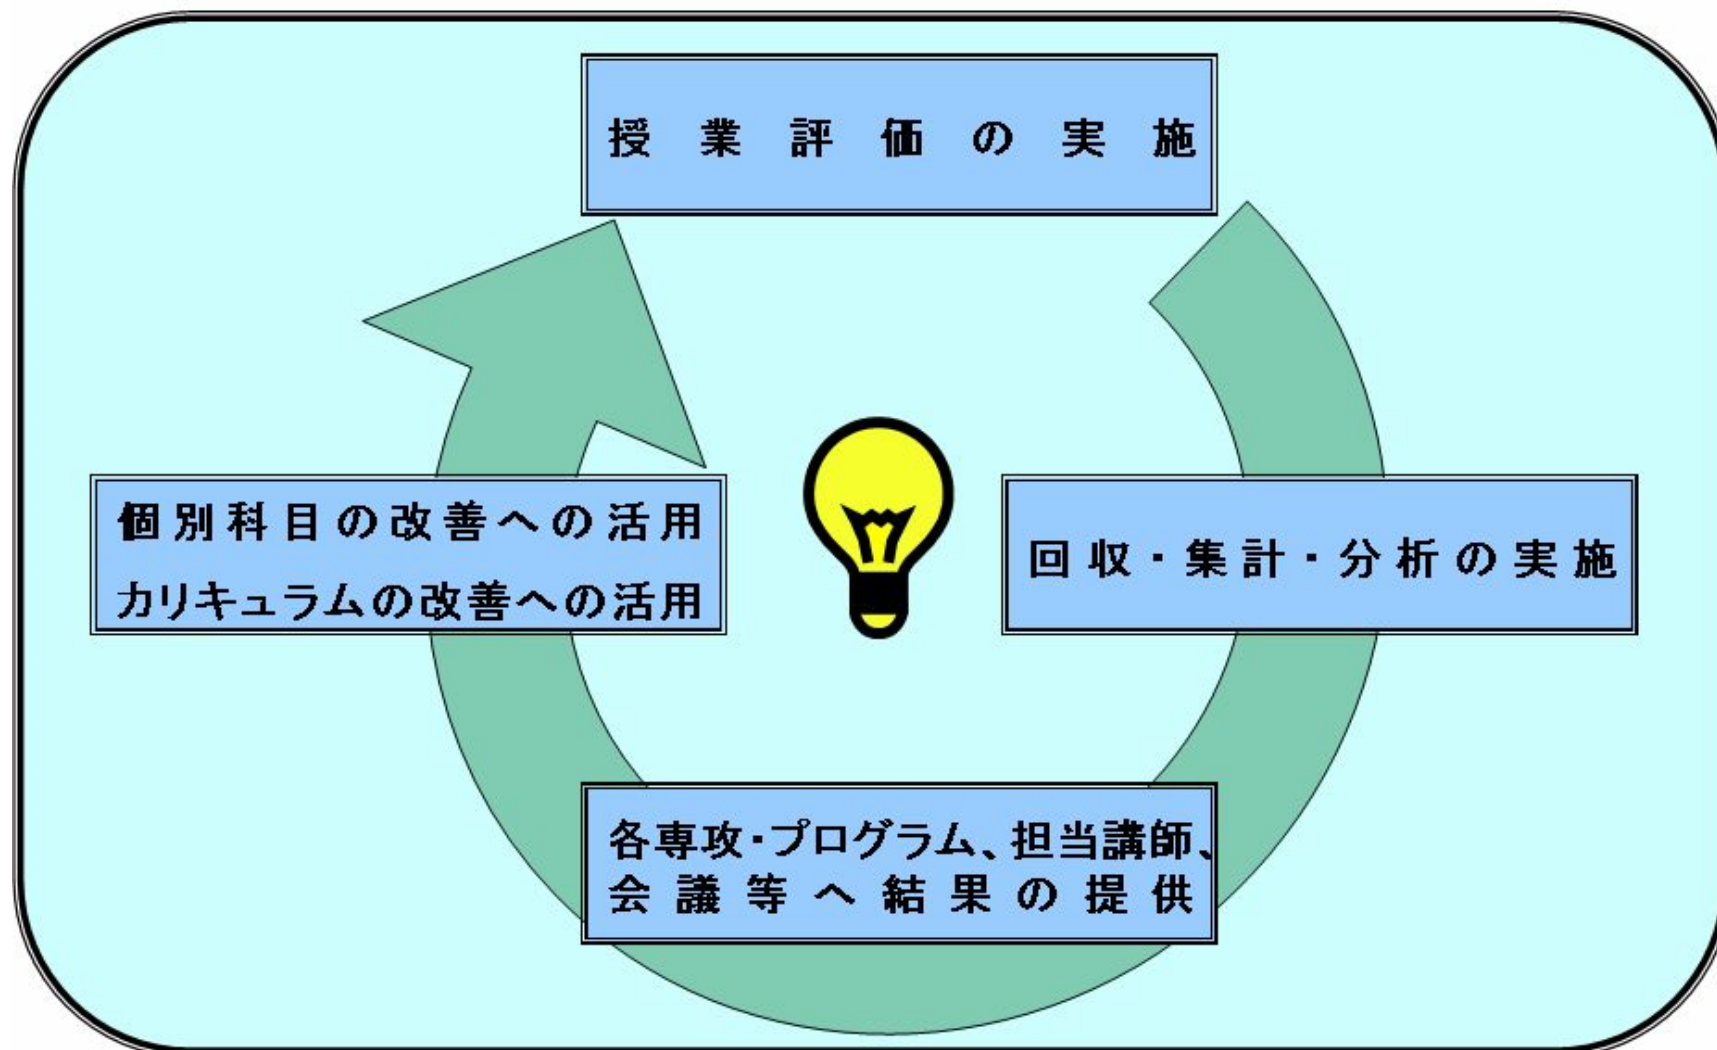 授業評価の実施
回収・集計・分析の実施
各専攻・プログラム、担当講師、
会議等へ結果の提供
個別科目の改善への活用
カリキュラムの改善への活用